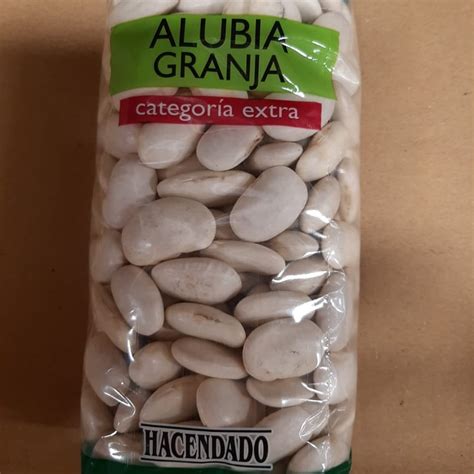 ALUBIA
GRANJA
categoría extra
HACENDADO